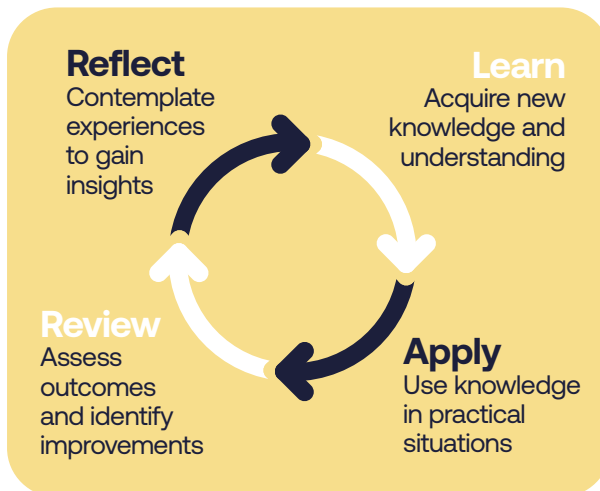 Reflect
Contemplate
experiences
to gain
insights
Learn
Acquire new
knowledge and
understanding
Apply
Use knowledge
in practical
situations
Review
Assess
outcomes
and identify
improvements